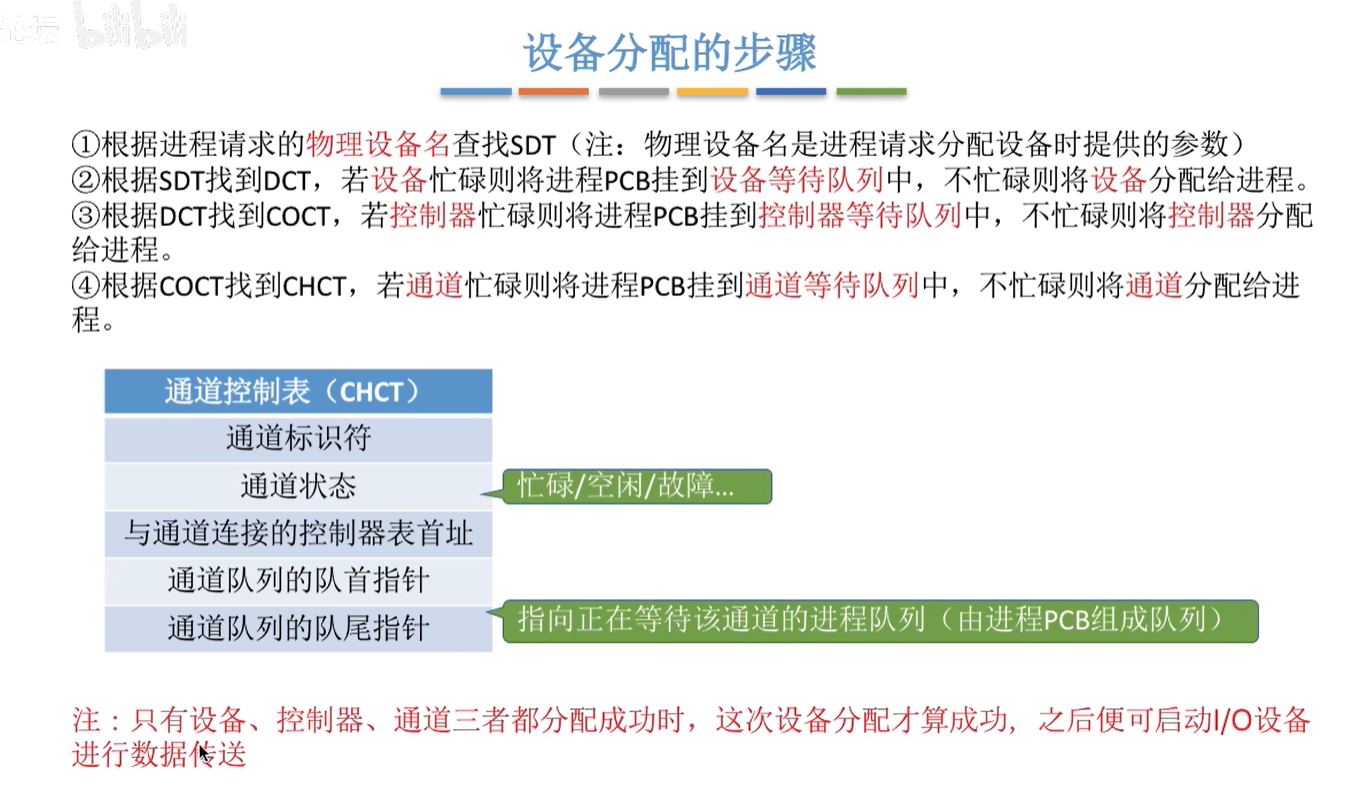 论坛 bilibili
设备分配的步骤
①根据进程请求的物理设备名查找SDT（注：物理设备名是进程请求分配设备时提供的参数）
②根据SDT找到DCT，若设备忙碌则将进程PCB挂到设备等待队列中，不忙碌则将设备分配给进程。
③根据DCT找到COCT，若控制器忙碌则将进程PCB挂到控制器等待队列中，不忙碌则将控制器分配
给进程。
④根据COCT找到CHCT，若通道忙碌则将进程PCB挂到通道等待队列中，不忙碌则将通道分配给进
程。
通道控制表（CHCT）
通道标识符
通道状态
忙碌/空闲/故障...
与通道连接的控制器表首址
通道队列的队首指针
通道队列的队尾指针
指向正在等待该通道的进程队列（由进程PCB组成队列）
注：只有设备、控制器、通道三者都分配成功时，这次设备分配才算成功，之后便可启动I/O设备
进行数据传送